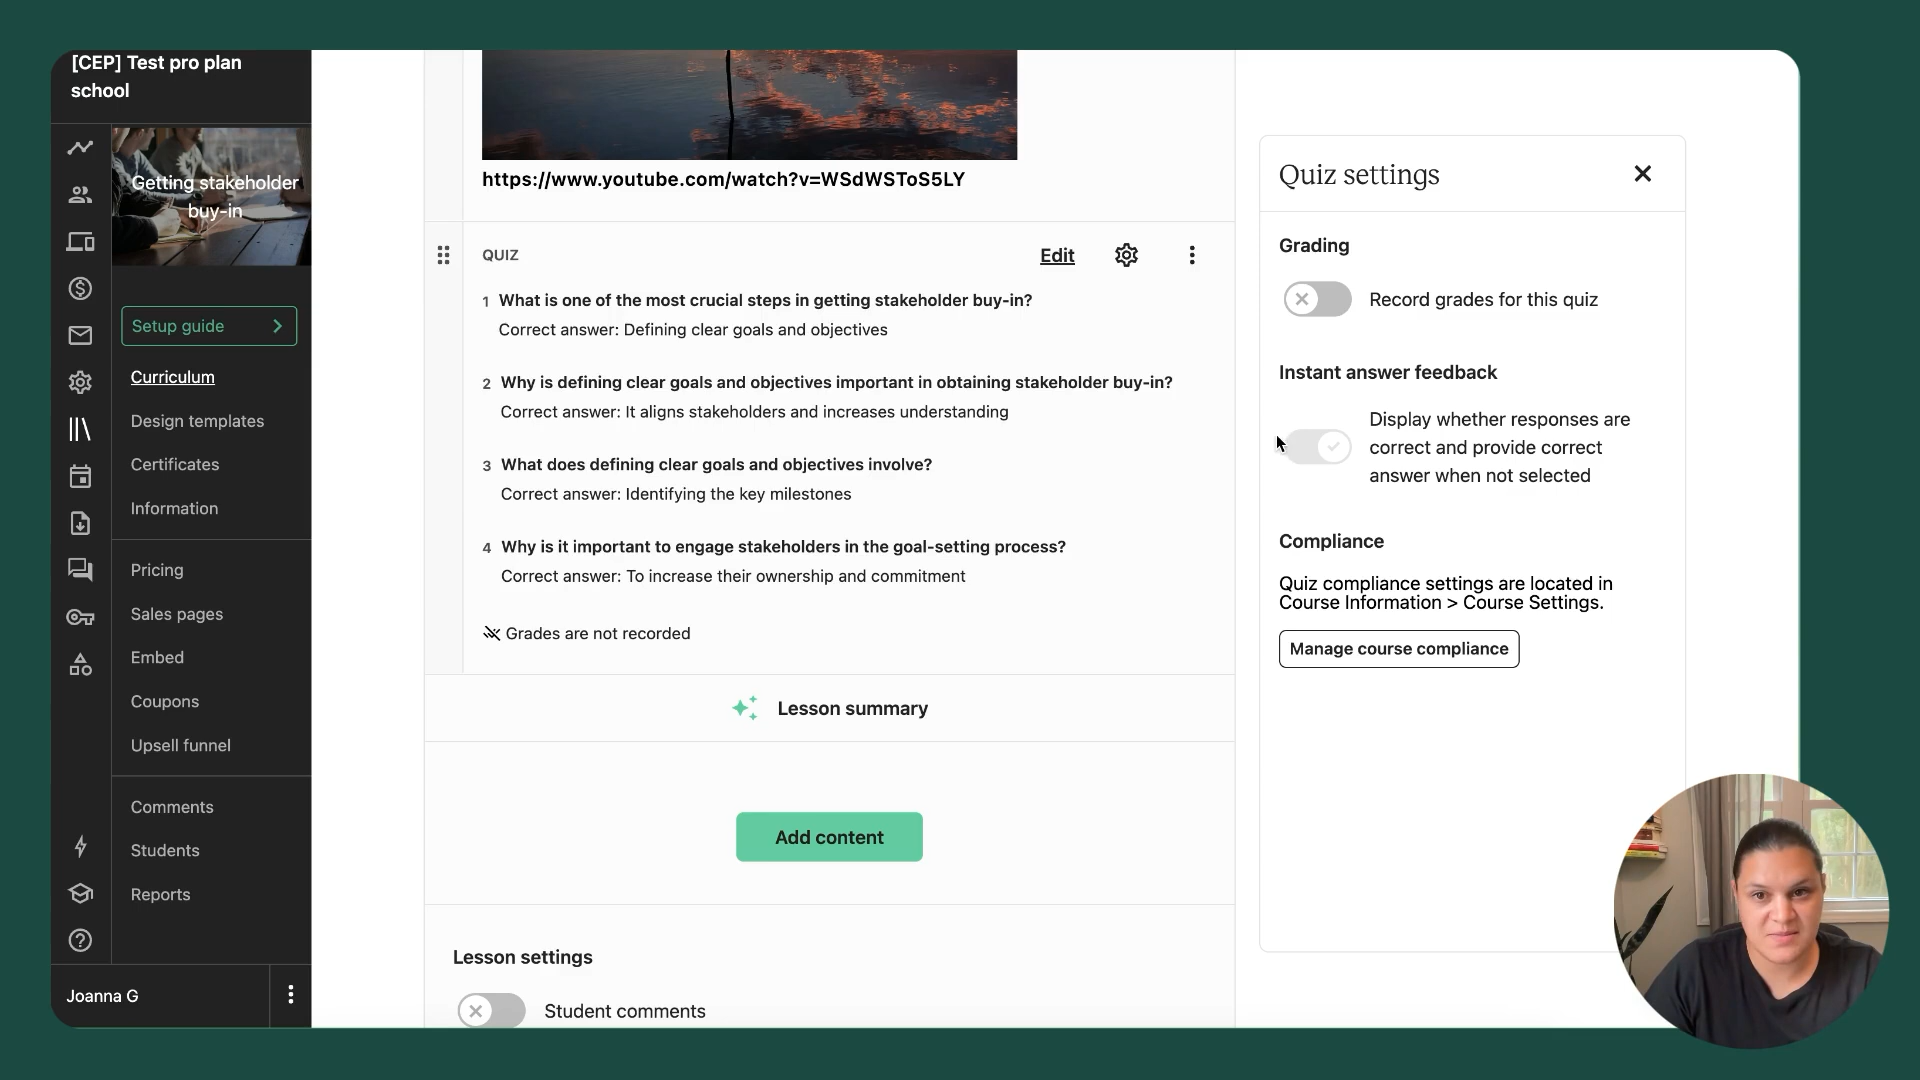 [CEP] Test pro plan
school
Getting stakeholder
buy-in
Setup guide
Curriculum
Design templates
Certificates
Information
Pricing
Sales pages
Embed
Coupons
Upsell funnel
Comments
Students
Reports
Joanna G
https://www.youtube.com/watch?v=WSdWSToS5LY
QUIZ
Edit
1 What is one of the most crucial steps in getting stakeholder buy-in?
Correct answer: Defining clear goals and objectives
2 Why is defining clear goals and objectives important in obtaining stakeholder buy-in?
Correct answer: It aligns stakeholders and increases understanding
3 What does defining clear goals and objectives involve?
Correct answer: Identifying the key milestones
4 Why is it important to engage stakeholders in the goal-setting process?
Correct answer: To increase their ownership and commitment
Grades are not recorded
Lesson summary
Add content
Lesson settings
Student comments
Quiz settings
Grading
Record grades for this quiz
Instant answer feedback
Display whether responses are
correct and provide correct
answer when not selected
Compliance
Quiz compliance settings are located in
Course Information > Course Settings.
Manage course compliance